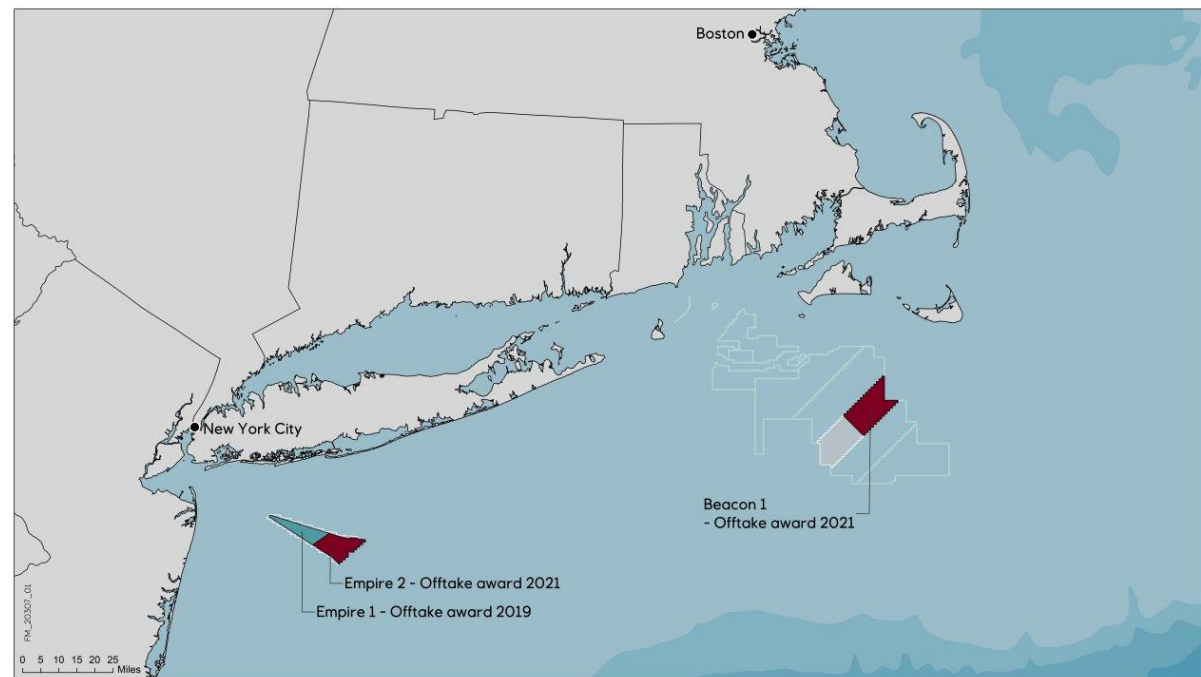 Boston
New York City
Beacon 1
- Offtake award 2021
Empire 2 - Offtake award 2021
Empire 1 - Offtake award 2019
FM_20307_01
0 5 10 15 20 25
Miles